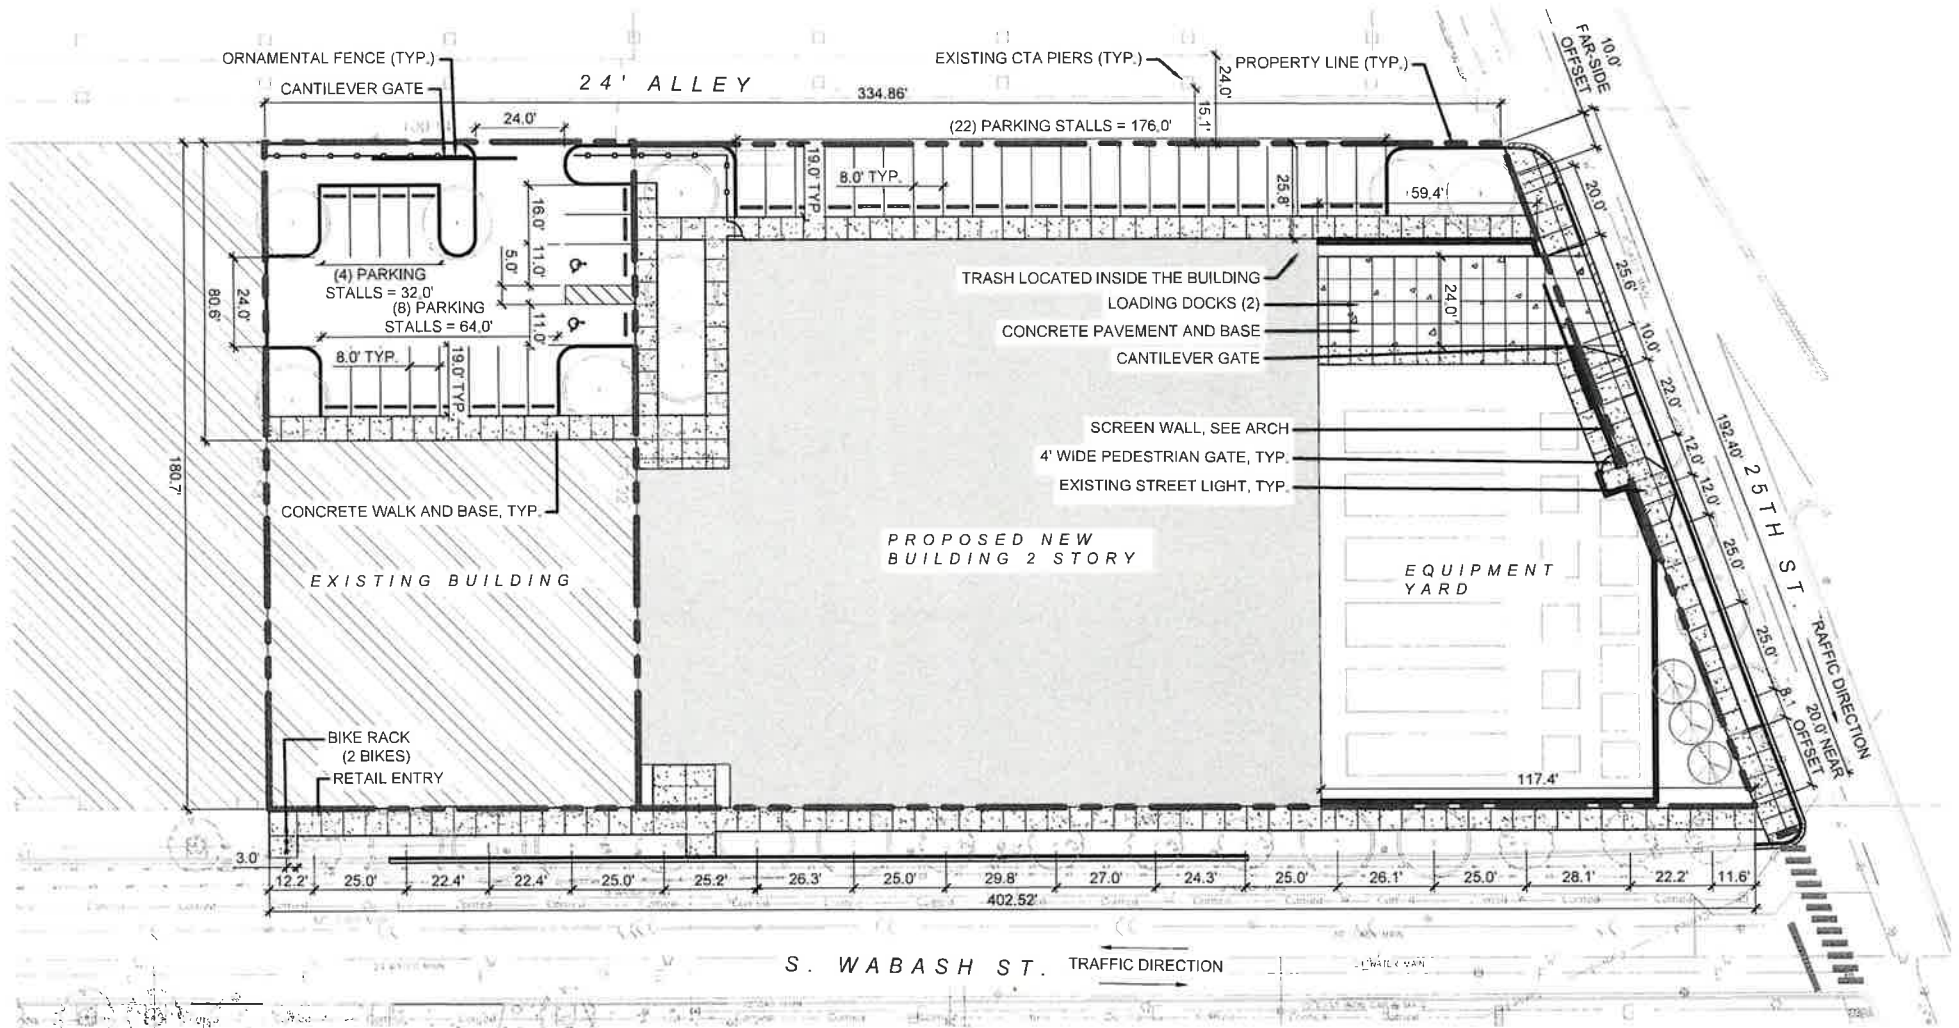 10.0'
FAR-SIDE
OFFSET
ORNAMENTAL FENCE (TYP.)
CANTILEVER GATE
24' ALLEY
EXISTING CTA PIERS (TYP.)
PROPERTY LINE (TYP.)
24.0'
334.86'
15.1'
24.0'
(22) PARKING STALLS = 176.0'
19.0' TYP.
8.0' TYP.
25.8'
59.4'
20.0'
16.0'
11.0'
5.0'
11.0'
25.6'
(4) PARKING
STALLS = 32.0'
(8) PARKING
STALLS = 64.0'
80.6'
24.0'
8.0' TYP.
19.0' TYP.
TRASH LOCATED INSIDE THE BUILDING
LOADING DOCKS (2)
24.0'
CONCRETE PAVEMENT AND BASE
CANTILEVER GATE
10.0'
22.0'
192.40'
SCREEN WALL, SEE ARCH
4' WIDE PEDESTRIAN GATE, TYP.
EXISTING STREET LIGHT, TYP.
12.0'
12.0'
25TH ST.
180.7'
CONCRETE WALK AND BASE, TYP.
PROPOSED NEW
BUILDING 2 STORY
EXISTING BUILDING
EQUIPMENT
YARD
25.0'
25.0'
8.1'
TRAFFIC DIRECTION
20.0' NEAR
OFFSET
BIKE RACK
(2 BIKES)
RETAIL ENTRY
117.4'
3.0'
12.2'
25.0'
22.4'
22.4'
25.0'
25.2'
26.3'
25.0'
29.8'
27.0'
24.3'
25.0'
26.1'
25.0'
28.1'
22.2'
11.6'
402.52'
S. WABASH ST.
TRAFFIC DIRECTION